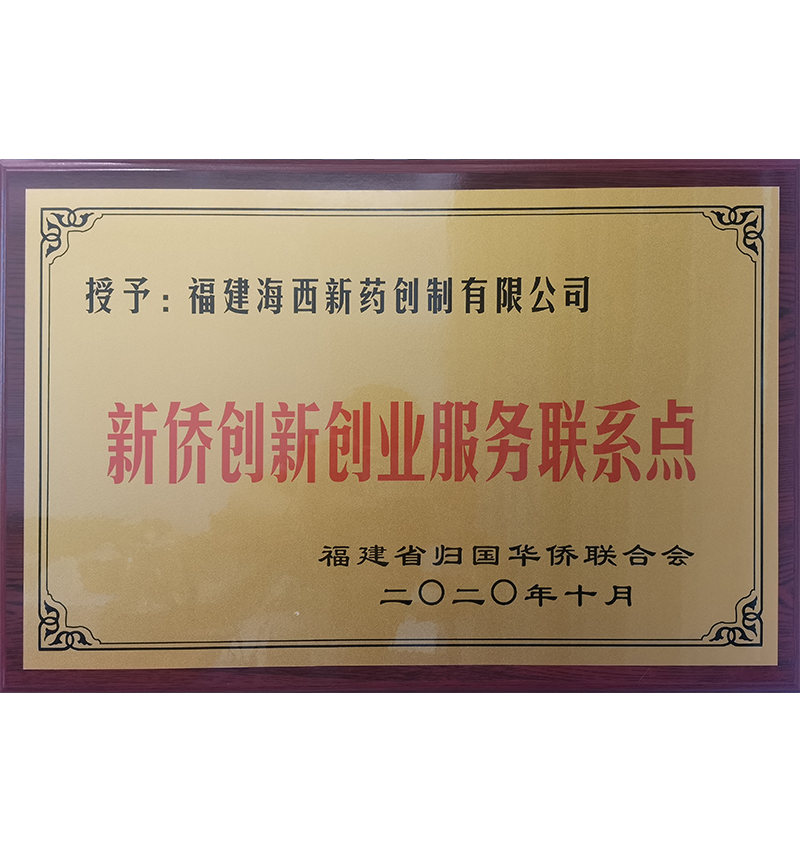 授予：福建海西新药创制有限公司
新侨创新创业服务联系点
福建省归国华侨联合会
二〇二〇年十月